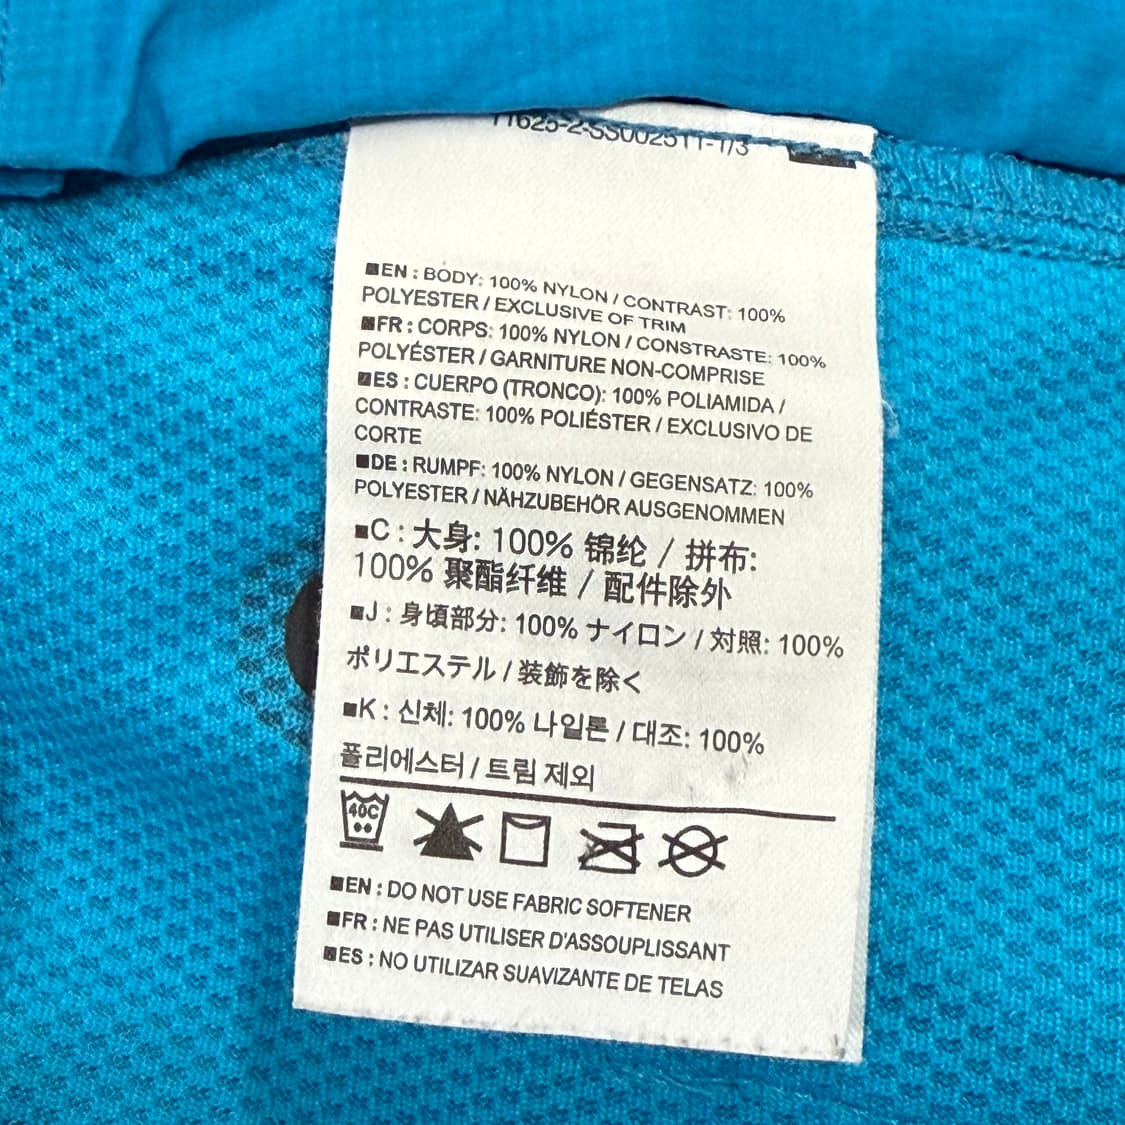 11625-2-SS002511-1/3
■EN : BODY: 100% NYLON / CONTRAST: 100%
POLYESTER / EXCLUSIVE OF TRIM
■FR : CORPS: 100% NYLON / CONSTRASTE: 100%
POLYÉSTER / GARNITURE NON-COMPRISE
■ES : CUERPO (TRONCO): 100% POLIAMIDA /
CONTRASTE: 100% POLIÉSTER / EXCLUSIVO DE
CORTE
■DE : RUMPF: 100% NYLON / GEGENSATZ: 100%
POLYESTER / NÄHZUBEHÖR AUSGENOMMEN
■C : 大身: 100% 锦纶 / 拼布:
100% 聚酯纤维 / 配件除外
■J : 身頃部分: 100% ナイロン / 対照: 100%
ポリエステル / 装飾を除く
■K : 신체: 100% 나일론 / 대조: 100%
폴리에스터 / 트림 제외
40C
■EN : DO NOT USE FABRIC SOFTENER
■FR : NE PAS UTILISER D'ASSOUPLISSANT
■ES : NO UTILIZAR SUAVIZANTE DE TELAS